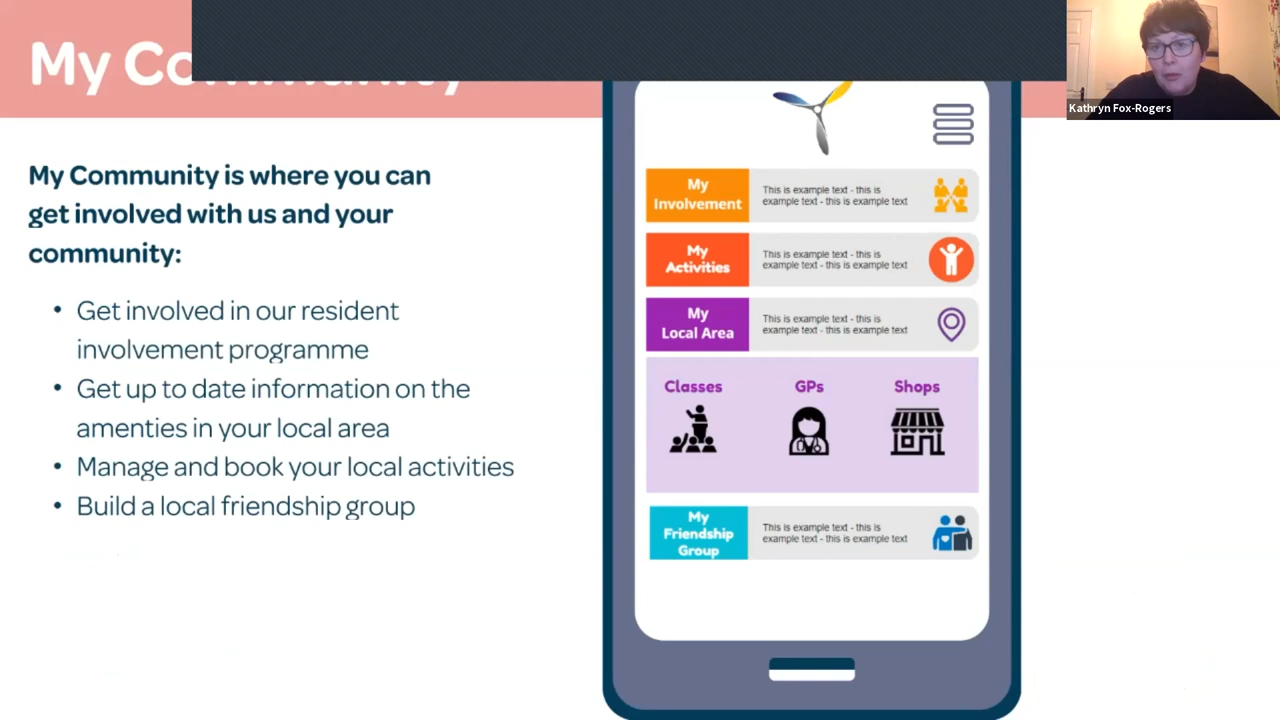 My Community
Kathryn Fox-Rogers
My Community is where you can
get involved with us and your
community:
• Get involved in our resident
involvement programme
• Get up to date information on the
amenties in your local area
• Manage and book your local activities
• Build a local friendship group
My
Involvement
This is example text - this is
example text - this is example text
My
Activities
This is example text - this is
example text - this is example text
My
Local Area
This is example text - this is
example text - this is example text
Classes
GPs
Shops
My
Friendship
Group
This is example text - this is
example text - this is example text